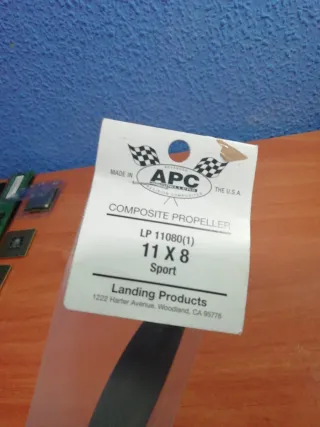 MADE IN
APC
PROPELLERS
THE U.S.A
COMPOSITE PROPELLER
LP 11080(1)
11 X 8
Sport
Landing Products
1222 Harter Avenue, Woodland, CA 95776